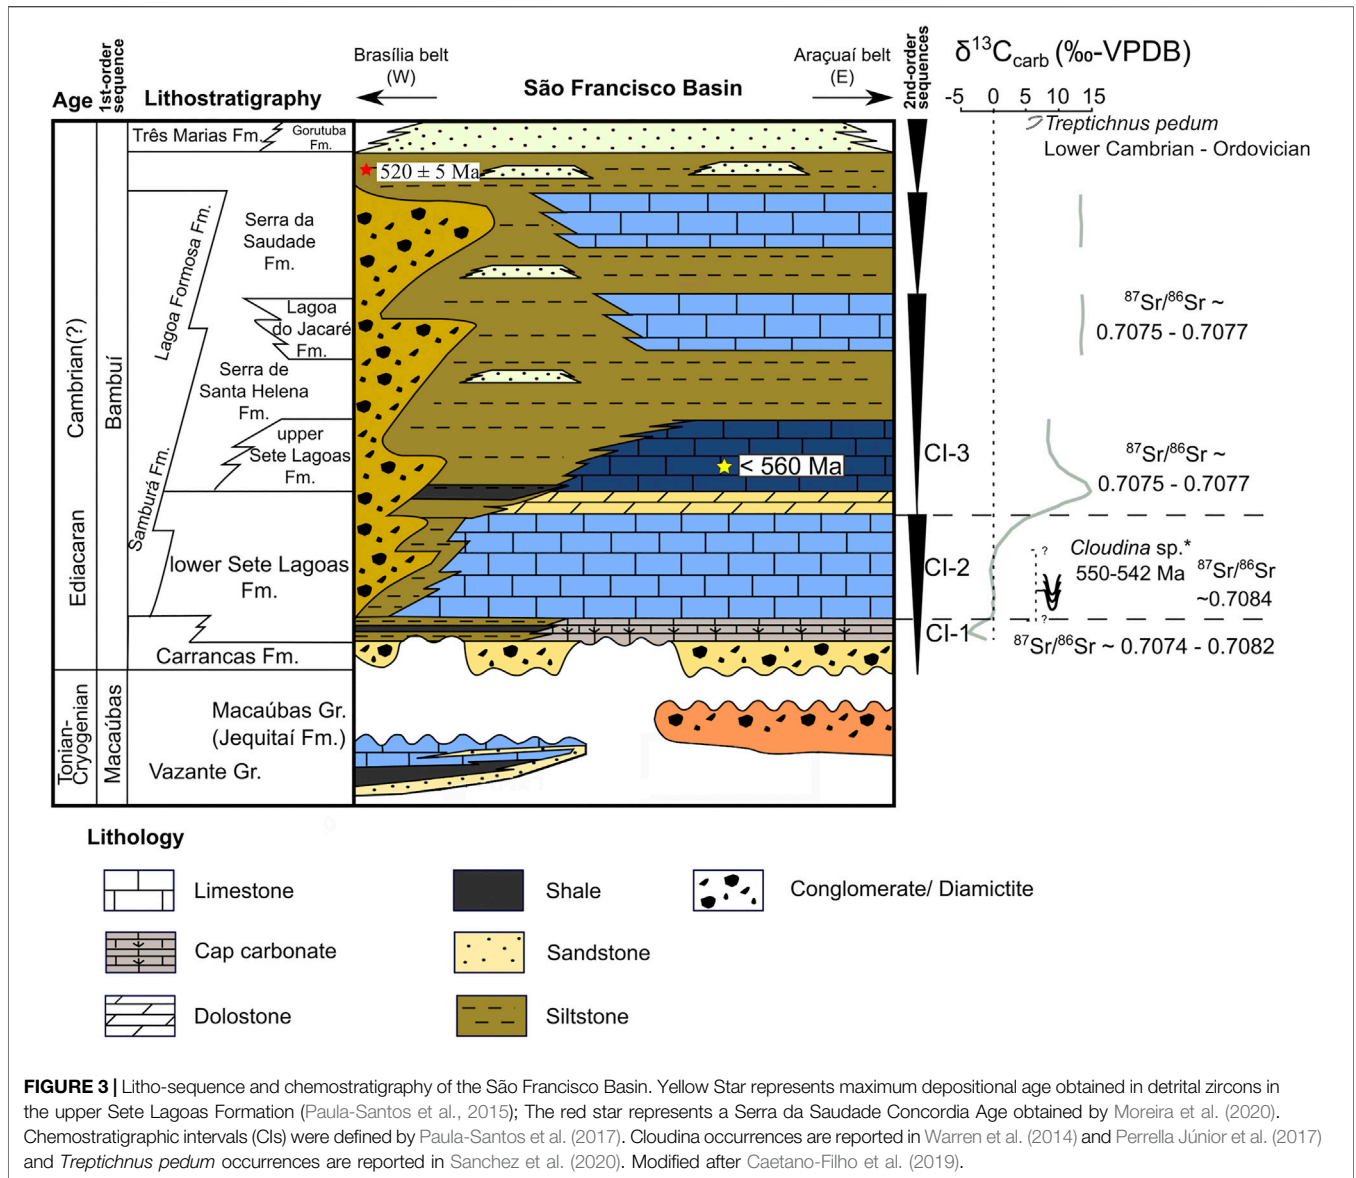 Brasília belt
(W)
São Francisco Basin
Araçuaí belt
(E)
δ13Ccarb (‰-VPDB)
Age
1st-order
sequence
Lithostratigraphy
2nd-order
sequences
-5 0 5 10 15
Três Marias Fm.
Gorutuba
Fm.
Treptichnus pedum
Lower Cambrian - Ordovician
520 ± 5 Ma
Lagoa Formosa Fm.
Serra da
Saudade
Fm.
Lagoa
do Jacaré
Fm.
87Sr/86Sr ~
0.7075 - 0.7077
Cambrian(?)
Bambuí
Serra de
Santa Helena
Fm.
upper
Sete Lagoas
Fm.
< 560 Ma
CI-3
87Sr/86Sr ~
0.7075 - 0.7077
Samburá Fm.
Ediacaran
lower Sete Lagoas
Fm.
CI-2
- ?
Cloudina sp.*
550-542 Ma
87Sr/86Sr
~0.7084
?
CI-1
87Sr/86Sr ~ 0.7074 - 0.7082
Carrancas Fm.
Tonian-
Cryogenian
Macaúbas
Macaúbas Gr.
(Jequitaí Fm.)
Vazante Gr.
Lithology
Limestone
Shale
Conglomerate/ Diamictite
Cap carbonate
Sandstone
Dolostone
Siltstone
FIGURE 3 | Litho-sequence and chemostratigraphy of the São Francisco Basin. Yellow Star represents maximum depositional age obtained in detrital zircons in
the upper Sete Lagoas Formation (Paula-Santos et al., 2015); The red star represents a Serra da Saudade Concordia Age obtained by Moreira et al. (2020).
Chemostratigraphic intervals (CIs) were defined by Paula-Santos et al. (2017). Cloudina occurrences are reported in Warren et al. (2014) and Perrella Júnior et al. (2017)
and Treptichnus pedum occurrences are reported in Sanchez et al. (2020). Modified after Caetano-Filho et al. (2019).